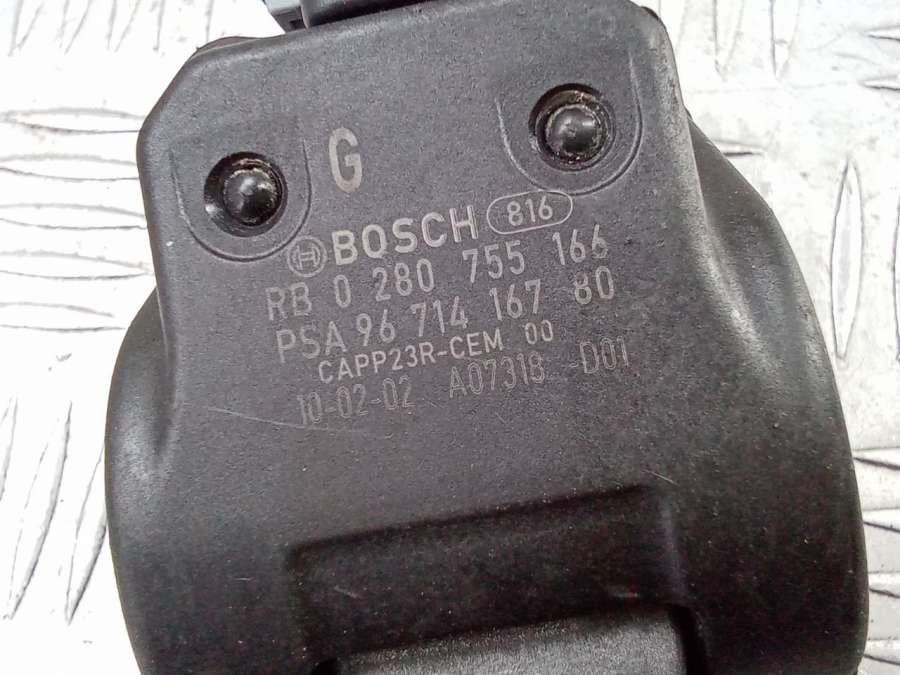 G
BOSCH 816
RB 0 280 755 166
PSA 96 714 167 80
CAPP23R-CEM 00
10-02-02 A07318 -D01